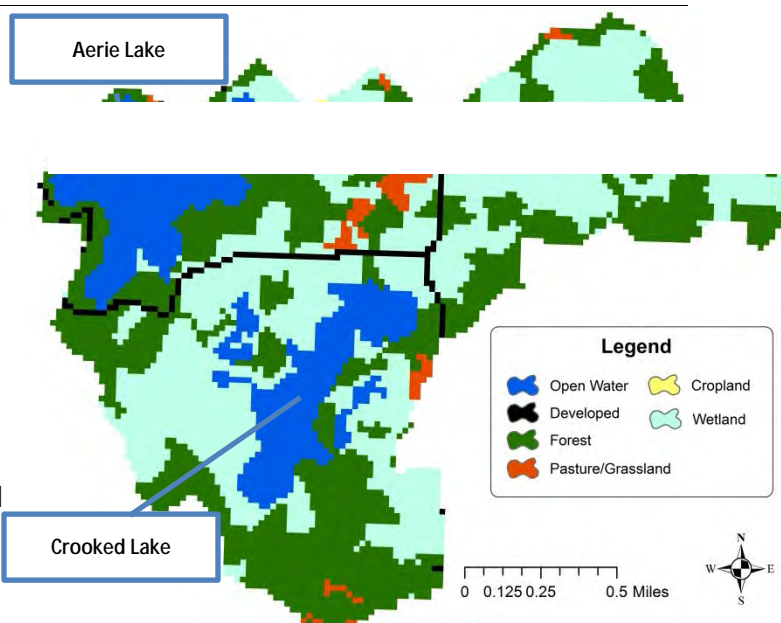 Aerie Lake
Legend
Open Water
Cropland
Developed
Wetland
Forest
Pasture/Grassland
Crooked Lake
N
W E
S
0 0.125 0.25 0.5 Miles